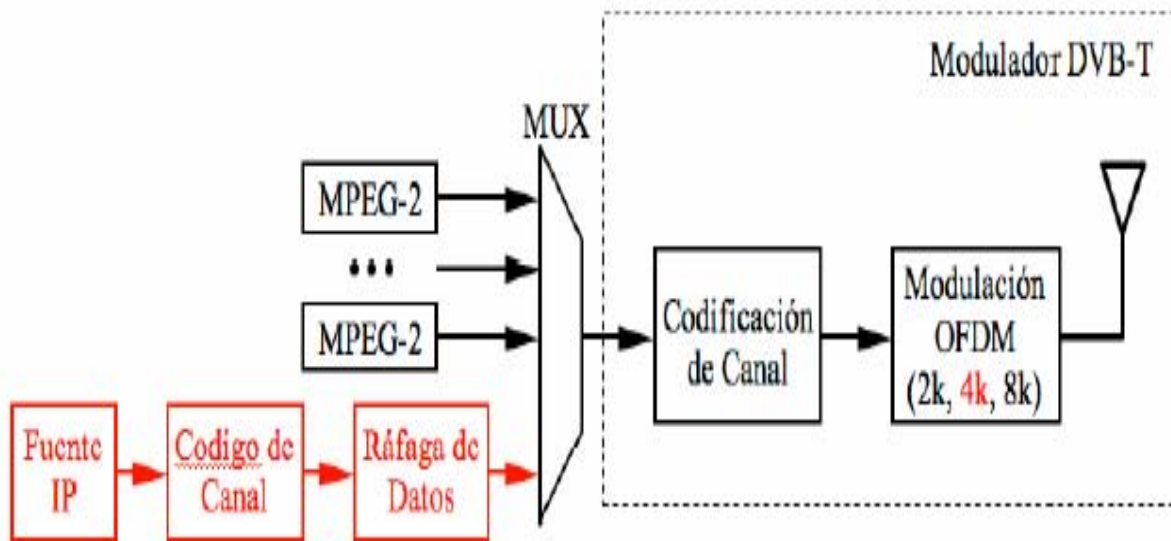 Modulador DVB-T
MUX
MPEG-2
MPEG-2
Codificación
de Canal
Modulación
OFDM
(2k, 4k, 8k)
Fuente
IP
Codigo de
Canal
Ráfaga de
Datos